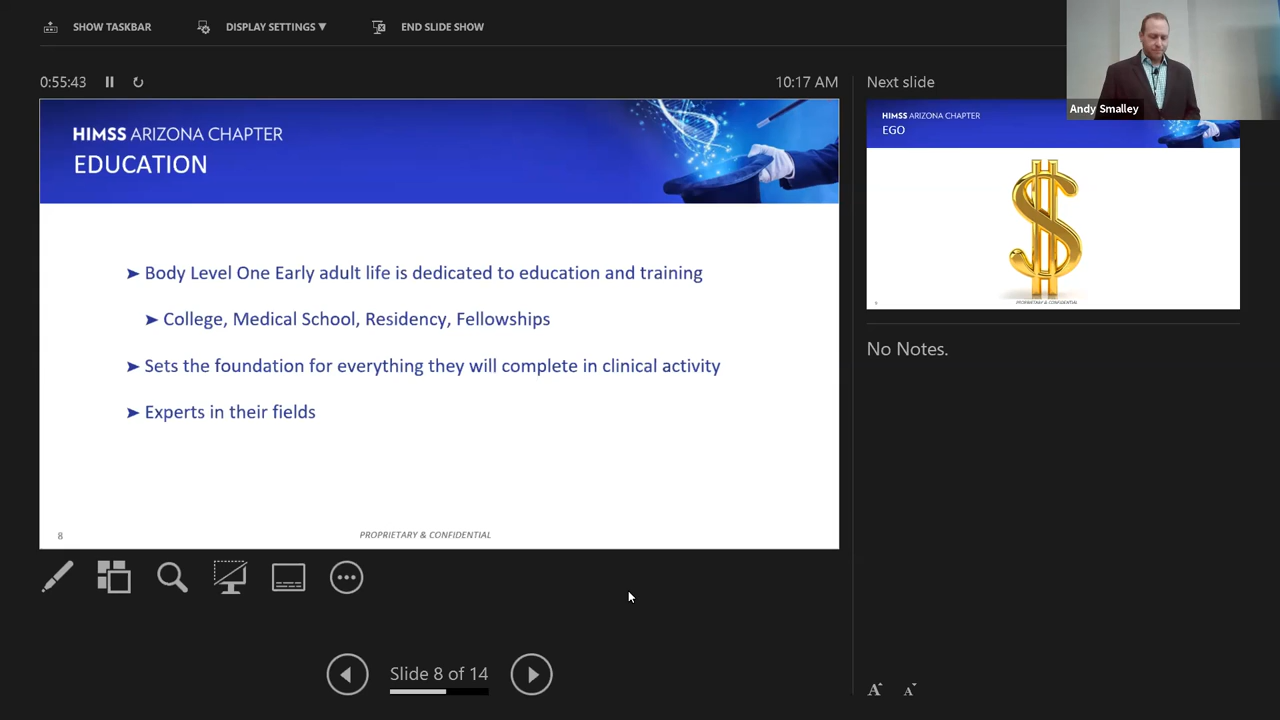 SHOW TASKBAR
DISPLAY SETTINGS ▼
END SLIDE SHOW
0:55:43
10:17 AM
HIMSS ARIZONA CHAPTER
EDUCATION
➤ Body Level One Early adult life is dedicated to education and training
➤ College, Medical School, Residency, Fellowships
➤ Sets the foundation for everything they will complete in clinical activity
➤ Experts in their fields
8
PROPRIETARY & CONFIDENTIAL
Slide 8 of 14
Next slide
Andy Smalley
HIMSS ARIZONA CHAPTER
EGO
$
9
PROPRIETARY & CONFIDENTIAL
No Notes.
A
A